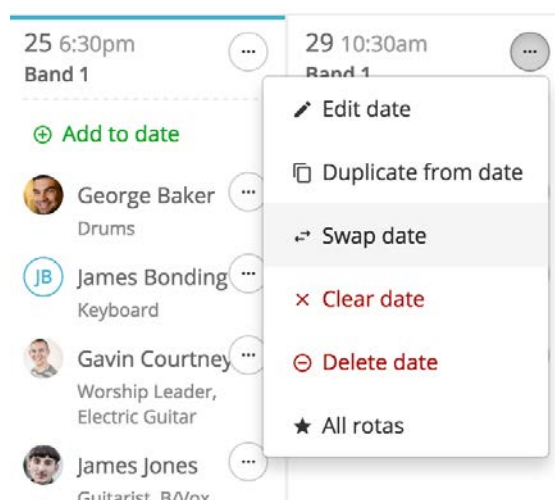 25 6:30pm
Band 1
Add to date
George Baker
Drums
JB
James Bonding
Keyboard
Gavin Courtney
Worship Leader,
Electric Guitar
James Jones
Guitarist, B/Vox
29 10:30am
Band 1
Edit date
Duplicate from date
Swap date
Clear date
Delete date
All rotas